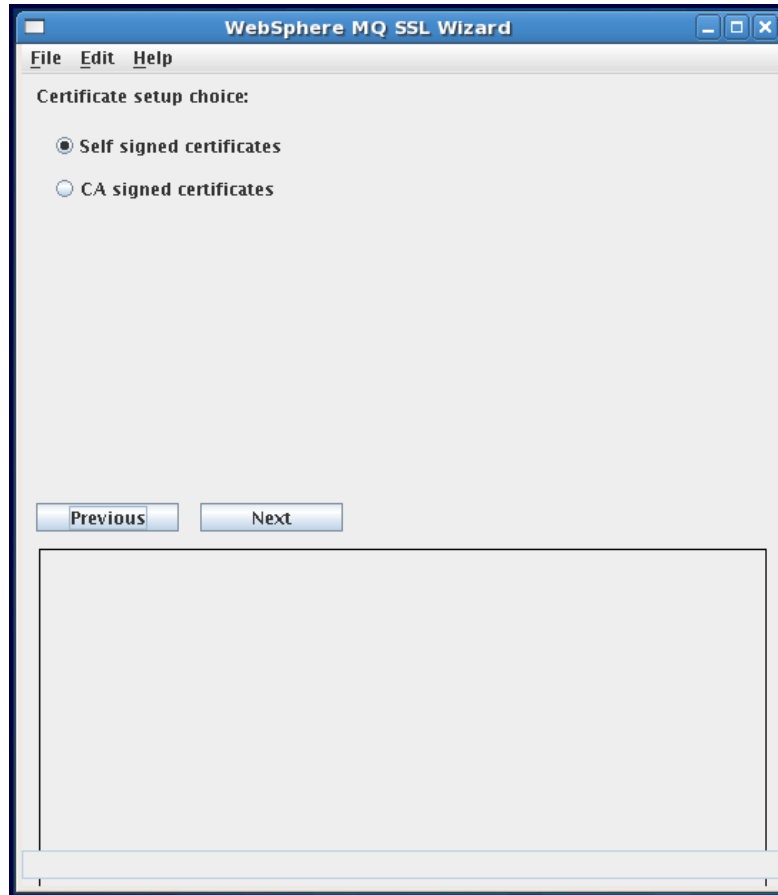 WebSphere MQ SSL Wizard
File Edit Help
Certificate setup choice:
Self signed certificates
CA signed certificates
Previous Next